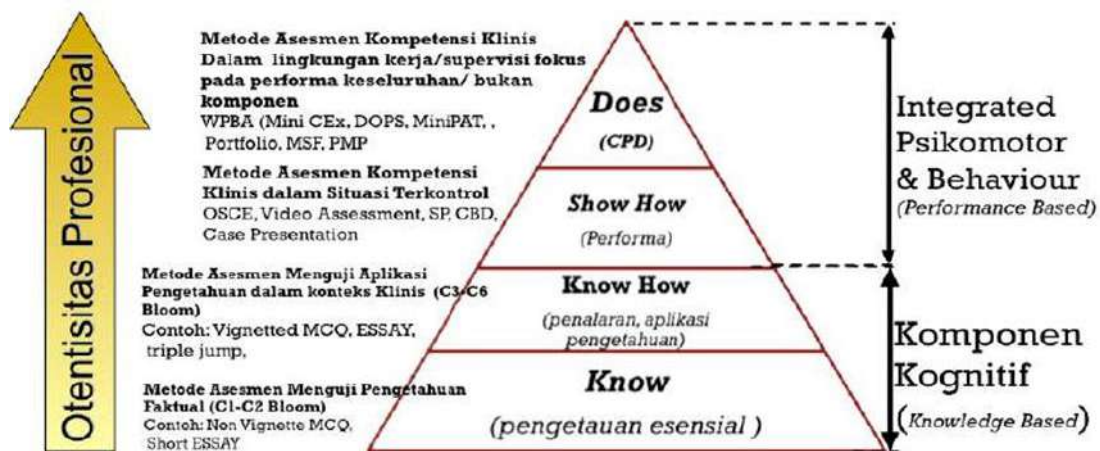 Otentisitas Profesional
Metode Asesmen Kompetensi Klinis
Dalam lingkungan kerja/supervisi fokus
pada performa keseluruhan/ bukan
komponen
WPBA (Mini CEx, DOPS, MiniPAT, ,
Portfolio, MSF, PMP
Metode Asesmen Kompetensi
Klinis dalam Situasi Terkontrol
OSCE, Video Assessment, SP, CBD,
Case Presentation
Metode Asesmen Menguji Aplikasi
Pengetahuan dalam konteks Klinis (C3-C6
Bloom)
Contoh: Vignetted MCQ, ESSAY,
triple jump,
Metode Asesmen Menguji Pengetahuan
Faktual (C1-C2 Bloom)
Contoh: Non Vignette MCQ,
Short ESSAY
Does
(CPD)
Show How
(Performa)
Know How
(penalaran, aplikasi
pengetahuan)
Know
(pengetauan esensial )
Integrated
Psikomotor
& Behaviour
(Performance Based)
Komponen
Kognitif
(Knowledge Based)